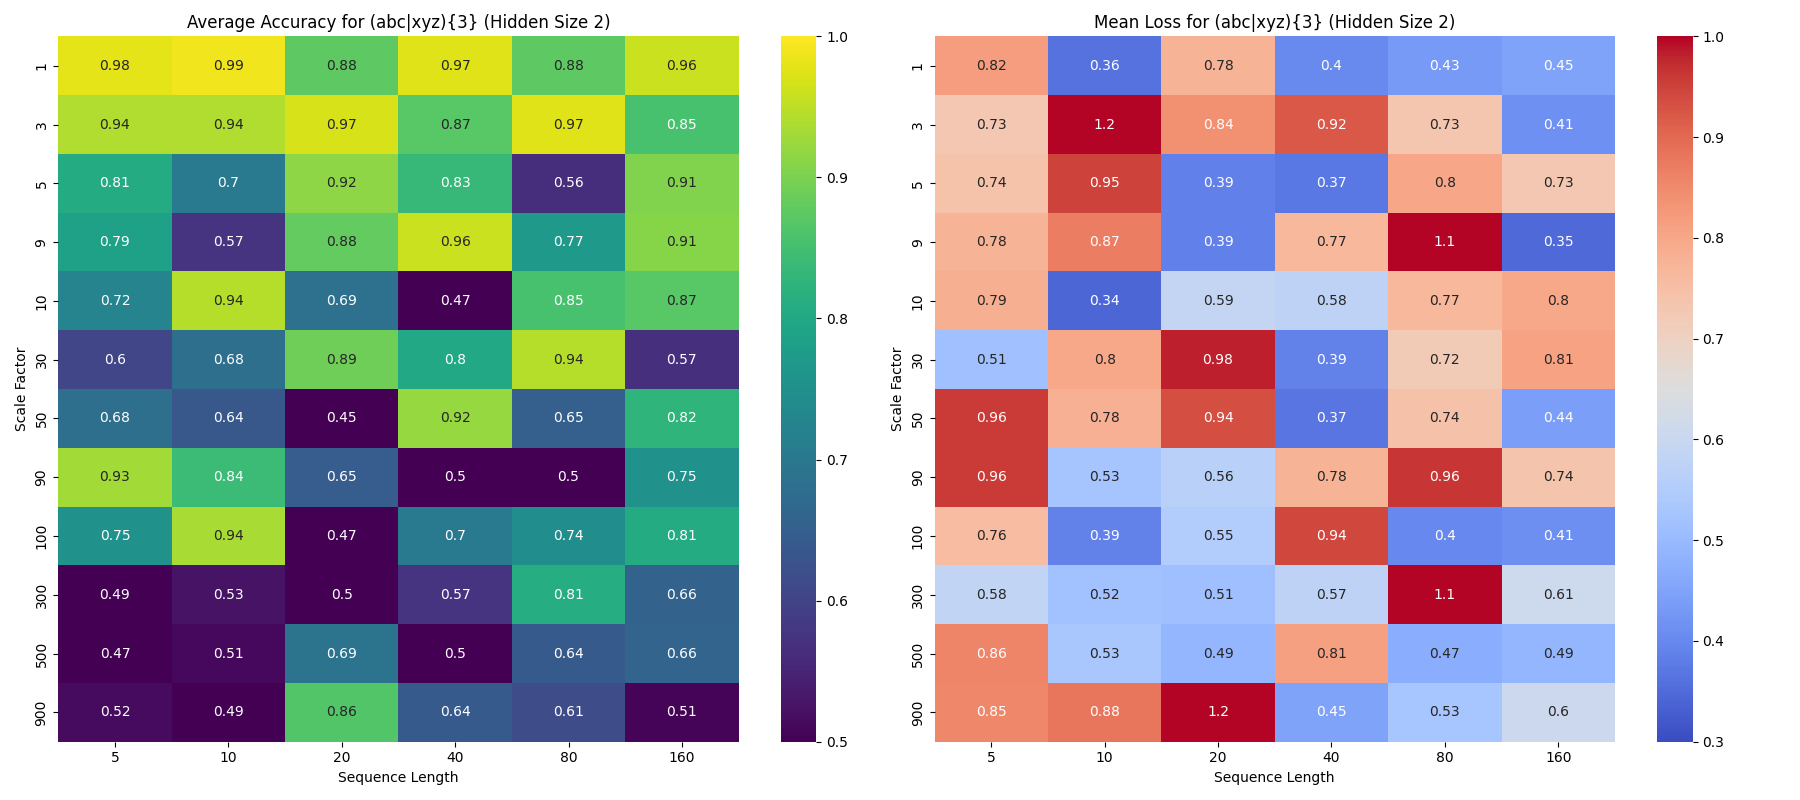 Average Accuracy for (abc|xyz){3} (Hidden Size 2)
Scale Factor
1 0.98 0.99 0.88 0.97 0.88 0.96
3 0.94 0.94 0.97 0.87 0.97 0.85
5 0.81 0.7 0.92 0.83 0.56 0.91
9 0.79 0.57 0.88 0.96 0.77 0.91
10 0.72 0.94 0.69 0.47 0.85 0.87
30 0.6 0.68 0.89 0.8 0.94 0.57
50 0.68 0.64 0.45 0.92 0.65 0.82
90 0.93 0.84 0.65 0.5 0.5 0.75
100 0.75 0.94 0.47 0.7 0.74 0.81
300 0.49 0.53 0.5 0.57 0.81 0.66
500 0.47 0.51 0.69 0.5 0.64 0.66
900 0.52 0.49 0.86 0.64 0.61 0.51
5 10 20 40 80 160
Sequence Length
1.0
0.9
0.8
0.7
0.6
0.5
Mean Loss for (abc|xyz){3} (Hidden Size 2)
Scale Factor
1 0.82 0.36 0.78 0.4 0.43 0.45
3 0.73 1.2 0.84 0.92 0.73 0.41
5 0.74 0.95 0.39 0.37 0.8 0.73
9 0.78 0.87 0.39 0.77 1.1 0.35
10 0.79 0.34 0.59 0.58 0.77 0.8
30 0.51 0.8 0.98 0.39 0.72 0.81
50 0.96 0.78 0.94 0.37 0.74 0.44
90 0.96 0.53 0.56 0.78 0.96 0.74
100 0.76 0.39 0.55 0.94 0.4 0.41
300 0.58 0.52 0.51 0.57 1.1 0.61
500 0.86 0.53 0.49 0.81 0.47 0.49
900 0.85 0.88 1.2 0.45 0.53 0.6
5 10 20 40 80 160
Sequence Length
1.0
0.9
0.8
0.7
0.6
0.5
0.4
0.3